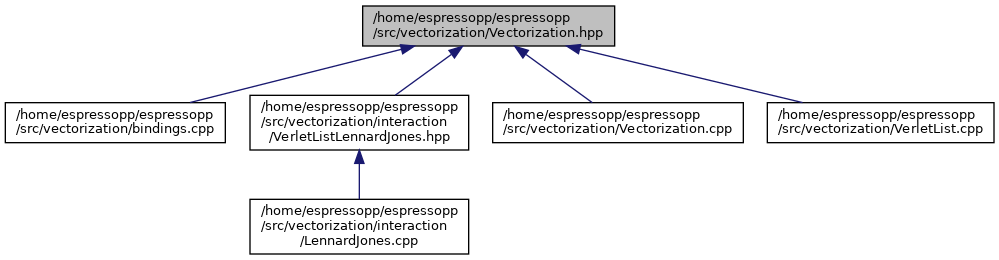 /home/espressopp/espressopp
/src/vectorization/Vectorization.hpp
/home/espressopp/espressopp
/src/vectorization/bindings.cpp
/home/espressopp/espressopp
/src/vectorization/interaction
/VerletListLennardJones.hpp
/home/espressopp/espressopp
/src/vectorization/Vectorization.cpp
/home/espressopp/espressopp
/src/vectorization/VerletList.cpp
/home/espressopp/espressopp
/src/vectorization/interaction
/LennardJones.cpp